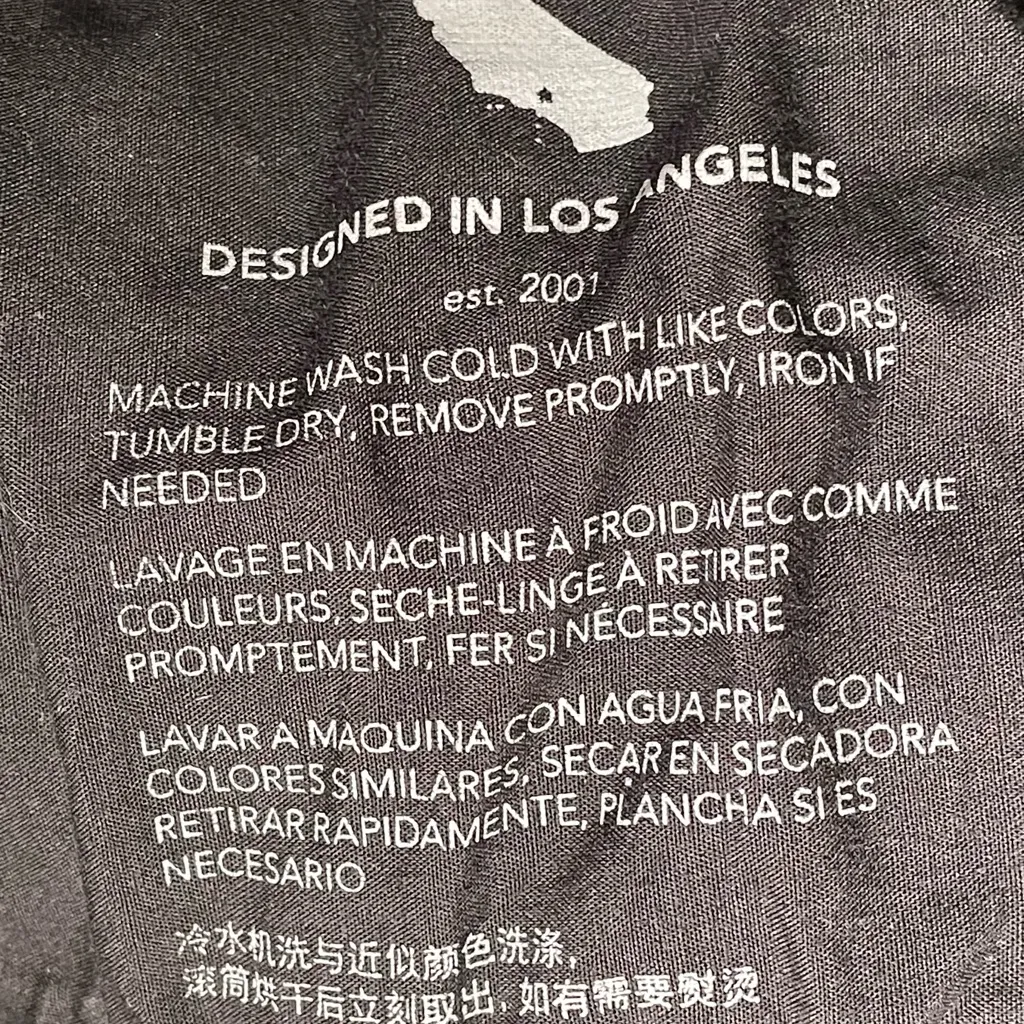 DESIGNED IN LOS ANGELES
est. 2001
MACHINE WASH COLD WITH LIKE COLORS,
TUMBLE DRY, REMOVE PROMPTLY, IRON IF
NEEDED
LAVAGE EN MACHINE À FROID AVEC COMME
COULEURS, SÈCHE-LINGE À RETIRER
PROMPTEMENT, FER SI NÉCESSAIRE
LAVAR A MAQUINA CON AGUA FRIA, CON
COLORES SIMILARES, SECAR EN SECADORA
RETIRAR RAPIDAMENTE, PLANCHA SI ES
NECESARIO
冷水机洗与近似颜色洗涤，
滚筒烘干后立刻取出，如有需要熨烫